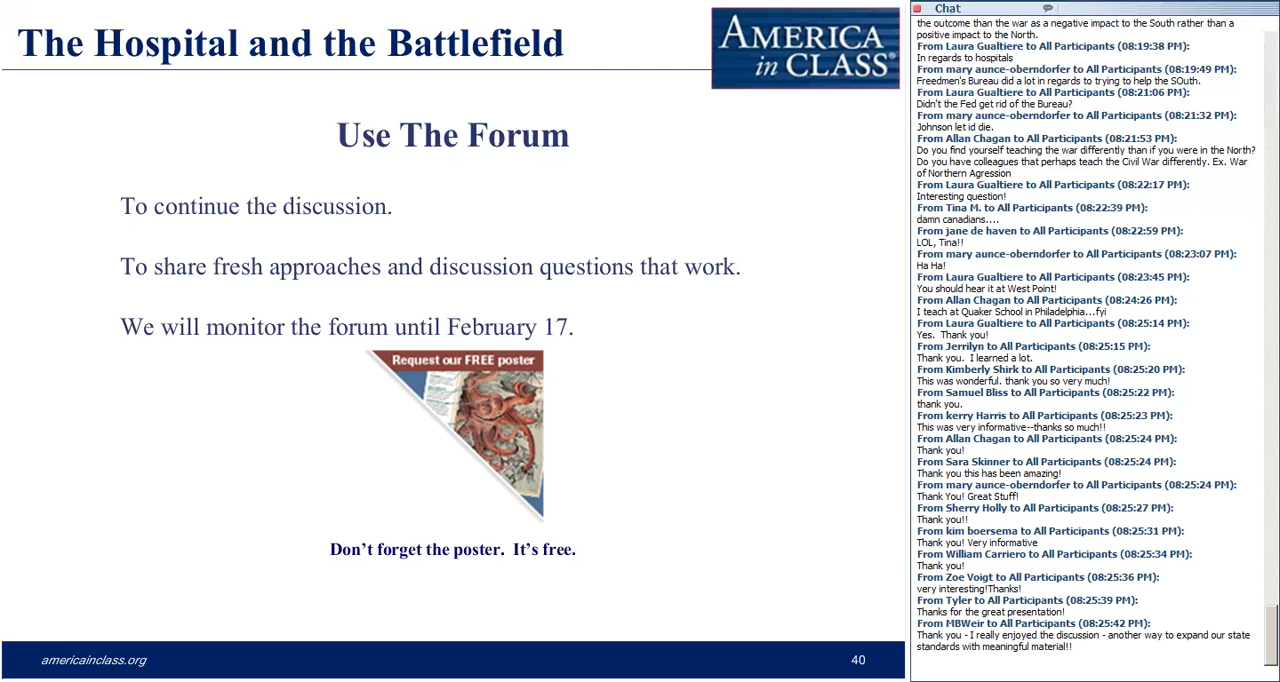 The Hospital and the Battlefield
AMERICA
in CLASS®
Use The Forum
To continue the discussion.
To share fresh approaches and discussion questions that work.
We will monitor the forum until February 17.
Request our FREE poster
Don't forget the poster. It's free.
americainclass.org
40
Chat
the outcome than the war as a negative impact to the South rather than a
positive impact to the North.
From Laura Gualtiere to All Participants (08:19:38 PM):
In regards to hospitals
From mary aunce-oberndorfer to All Participants (08:19:49 PM):
Freedmen's Bureau did a lot in regards to trying to help the SOuth.
From Laura Gualtiere to All Participants (08:21:06 PM):
Didn't the Fed get rid of the Bureau?
From mary aunce-oberndorfer to All Participants (08:21:32 PM):
Johnson let id die.
From Allan Chagan to All Participants (08:21:53 PM):
Do you find yourself teaching the war differently than if you were in the North?
Do you have colleagues that perhaps teach the Civil War differently. Ex. War
of Northern Agression
From Laura Gualtiere to All Participants (08:22:17 PM):
Interesting question!
From Tina M. to All Participants (08:22:39 PM):
damn canadians....
From jane de haven to All Participants (08:22:59 PM):
LOL, Tina!!
From mary aunce-oberndorfer to All Participants (08:23:07 PM):
Ha Ha!
From Laura Gualtiere to All Participants (08:23:45 PM):
You should hear it at West Point!
From Allan Chagan to All Participants (08:24:26 PM):
I teach at Quaker School in Philadelphia...fyi
From Laura Gualtiere to All Participants (08:25:14 PM):
Yes. Thank you!
From Jerrilyn to All Participants (08:25:15 PM):
Thank you. I learned a lot.
From Kimberly Shirk to All Participants (08:25:20 PM):
This was wonderful. thank you so very much!
From Samuel Bliss to All Participants (08:25:22 PM):
thank you.
From kerry Harris to All Participants (08:25:23 PM):
This was very informative--thanks so much!!
From Allan Chagan to All Participants (08:25:24 PM):
Thank you!
From Sara Skinner to All Participants (08:25:24 PM):
Thank you this has been amazing!
From mary aunce-oberndorfer to All Participants (08:25:24 PM):
Thank You! Great Stuff!
From Sherry Holly to All Participants (08:25:27 PM):
Thank you!!
From kim boersema to All Participants (08:25:31 PM):
Thank you! Very informative
From William Carriero to All Participants (08:25:34 PM):
Thank you!
From Zoe Voigt to All Participants (08:25:36 PM):
very interesting!Thanks!
From Tyler to All Participants (08:25:39 PM):
Thanks for the great presentation!
From MBWeir to All Participants (08:25:42 PM):
Thank you - I really enjoyed the discussion - another way to expand our state
standards with meaningful material!!